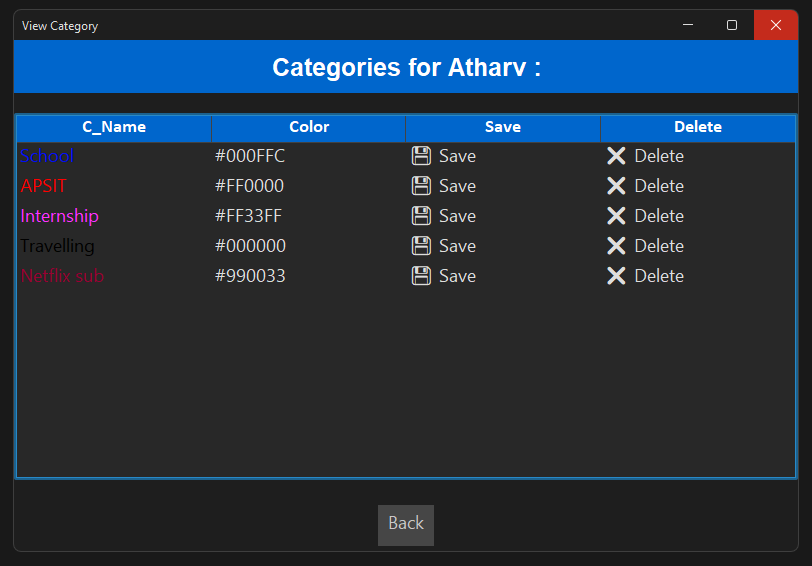 View Category
Categories for Atharv :
C_Name Color Save Delete
School #000FFC Save Delete
APSIT #FF0000 Save Delete
Internship #FF33FF Save Delete
Travelling #000000 Save Delete
Netflix sub #990033 Save Delete
Back